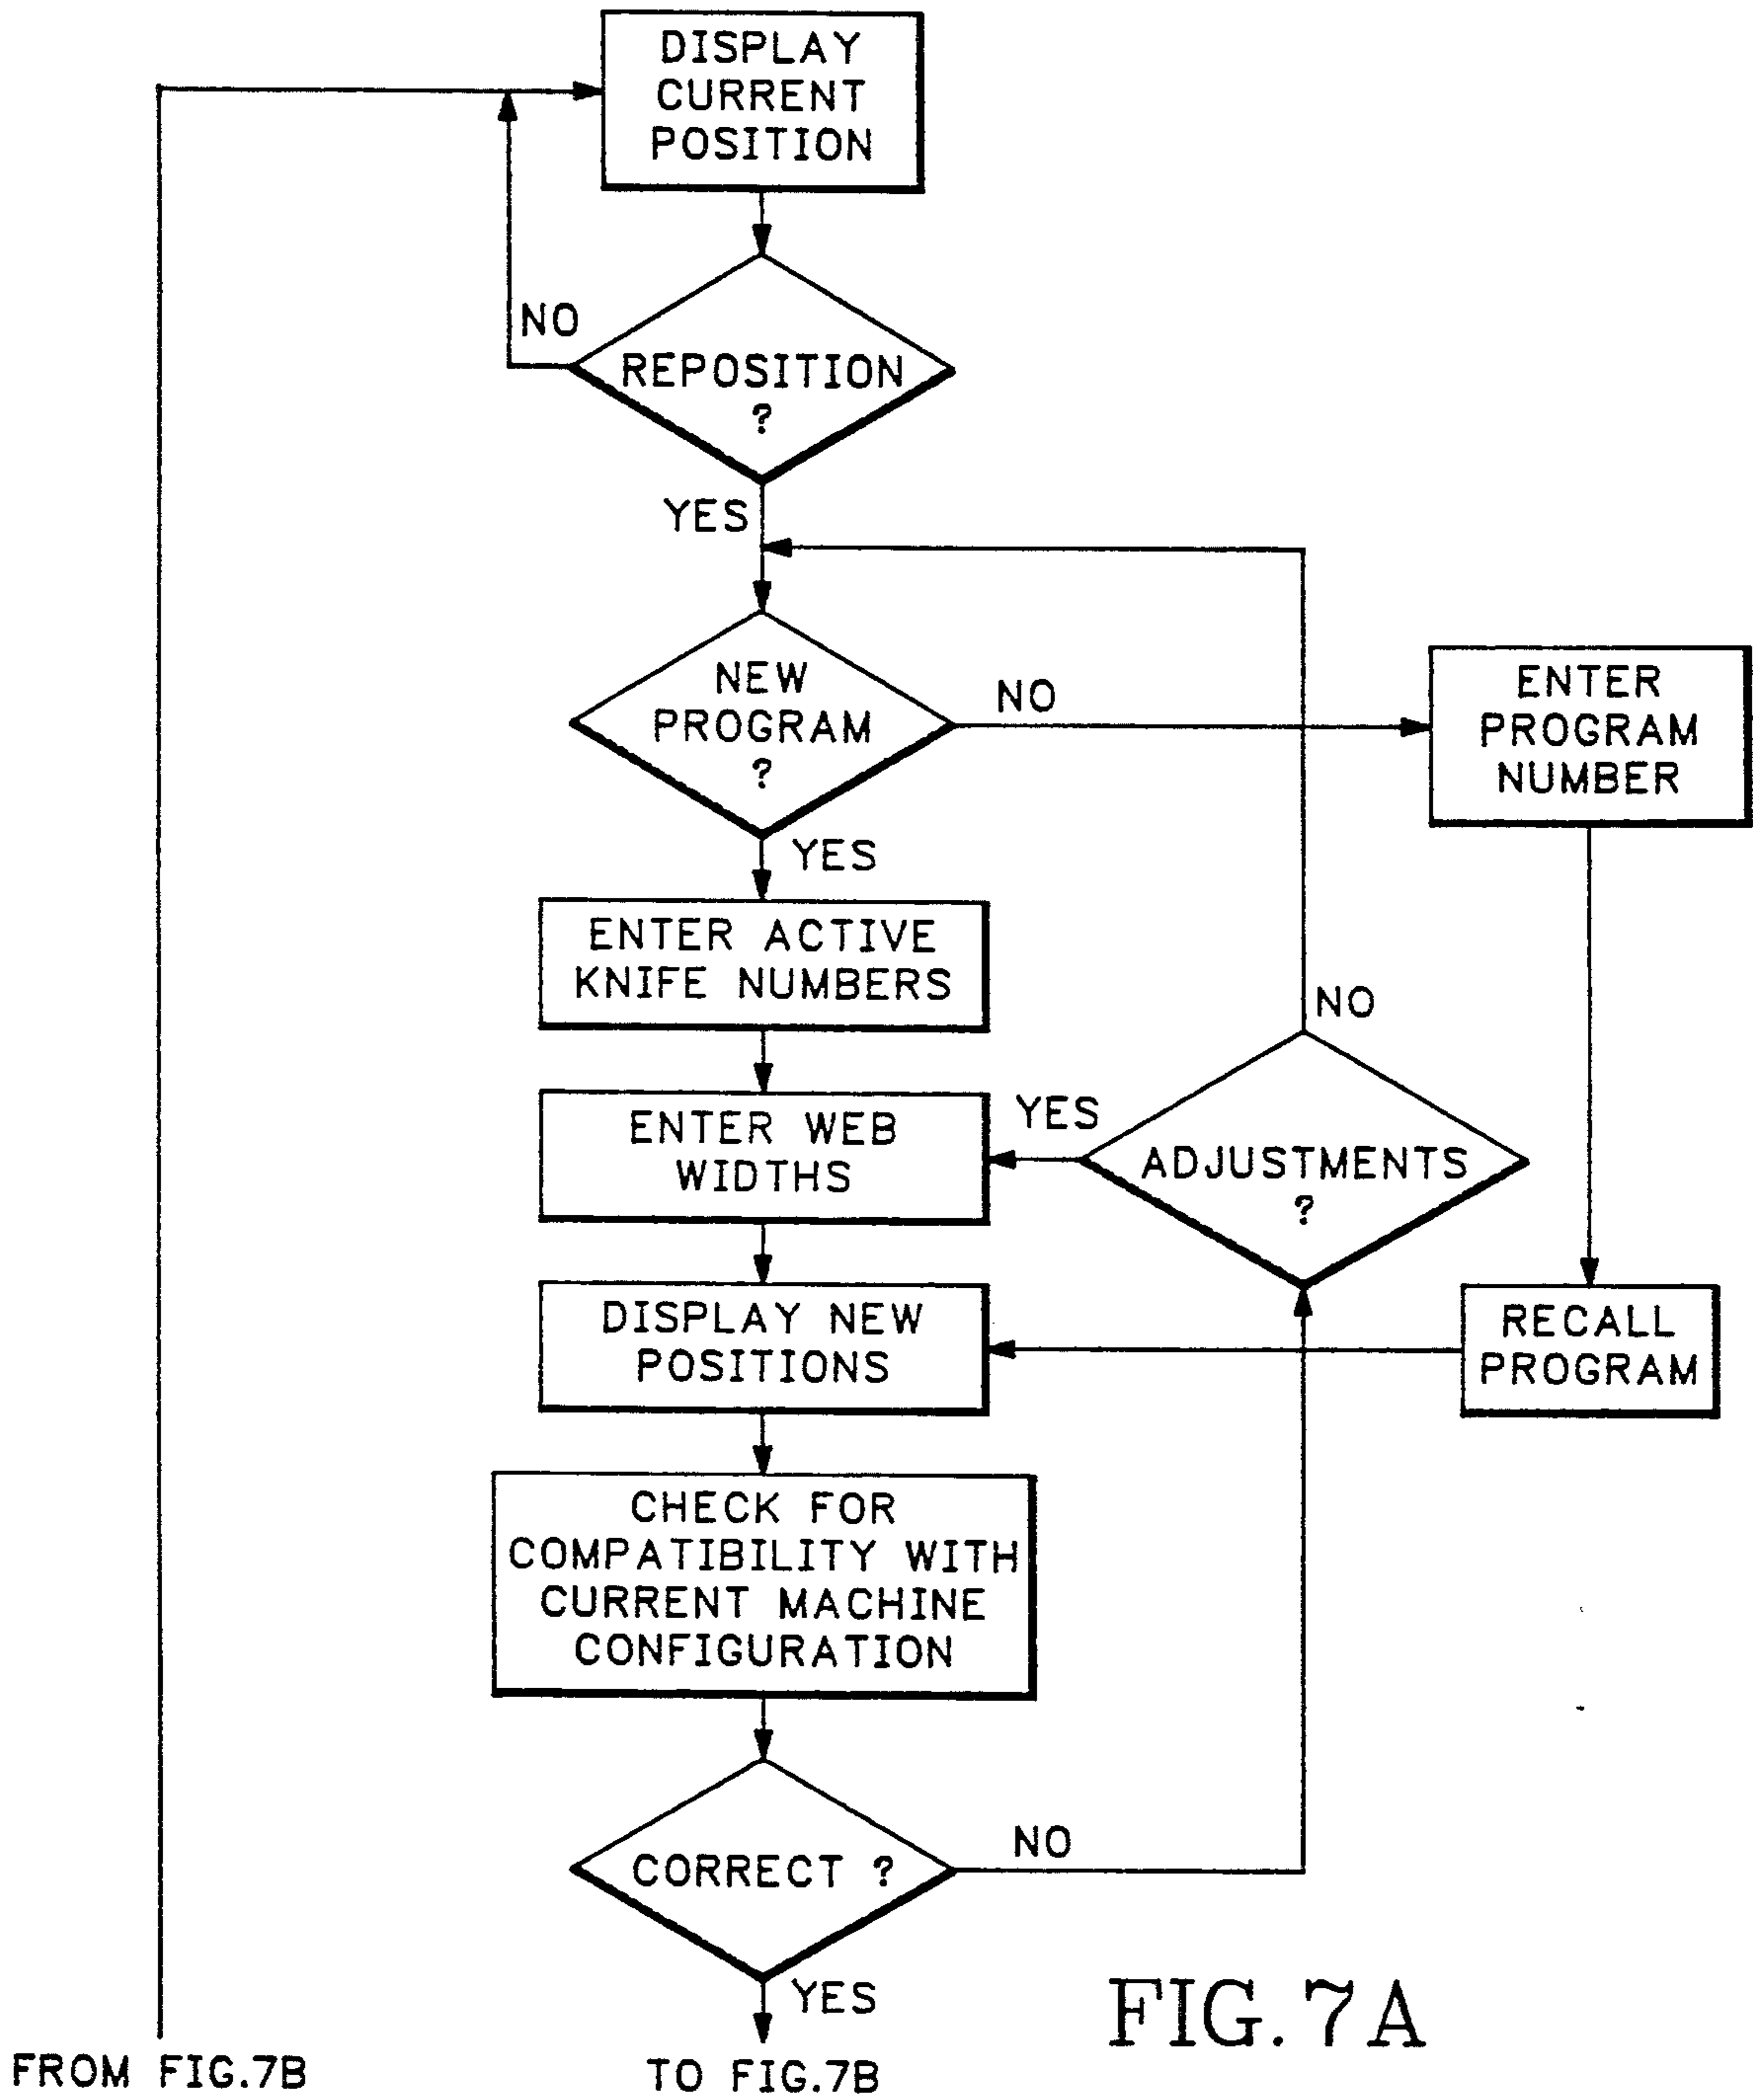 DISPLAY
CURRENT
POSITION
NO
REPOSITION
?
YES
NEW
PROGRAM
?
NO
ENTER
PROGRAM
NUMBER
YES
ENTER ACTIVE
KNIFE NUMBERS
NO
ENTER WEB
WIDTHS
YES
ADJUSTMENTS
?
DISPLAY NEW
POSITIONS
RECALL
PROGRAM
CHECK FOR
COMPATIBILITY WITH
CURRENT MACHINE
CONFIGURATION
CORRECT ?
NO
YES
FIG. 7A
FROM FIG.7B
TO FIG.7B